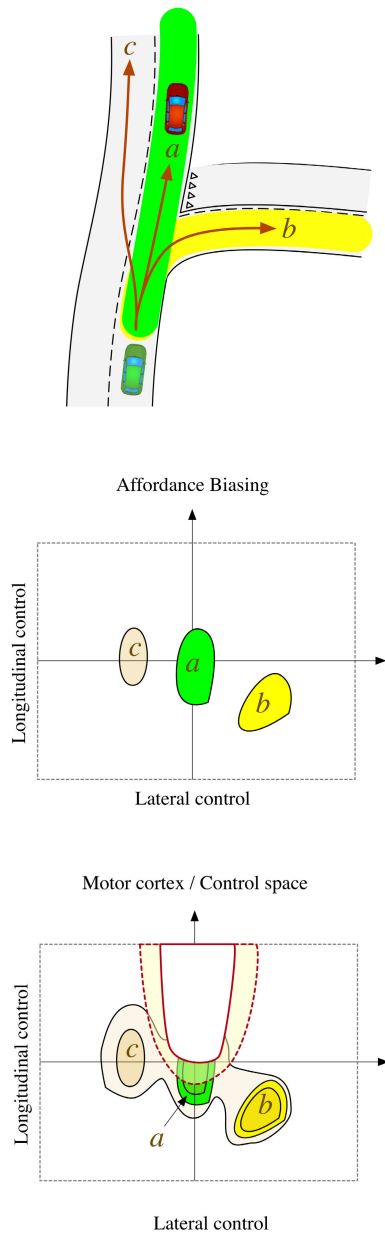 c
a
b
Affordance Biasing
Longitudinal control
c
a
b
Lateral control
Motor cortex / Control space
Longitudinal control
c
b
a
Lateral control